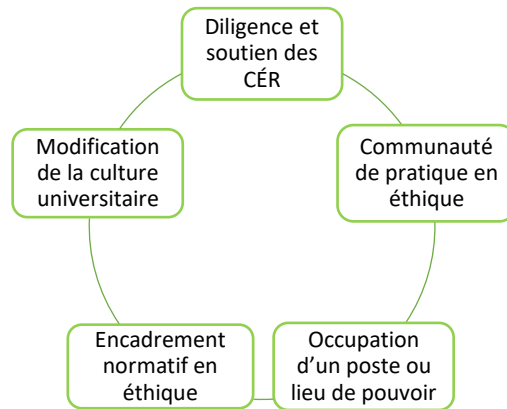 Diligence et
soutien des
CÉR
Communauté
de pratique en
éthique
Occupation
d'un poste ou
lieu de pouvoir
Encadrement
normatif en
éthique
Modification
de la culture
universitaire